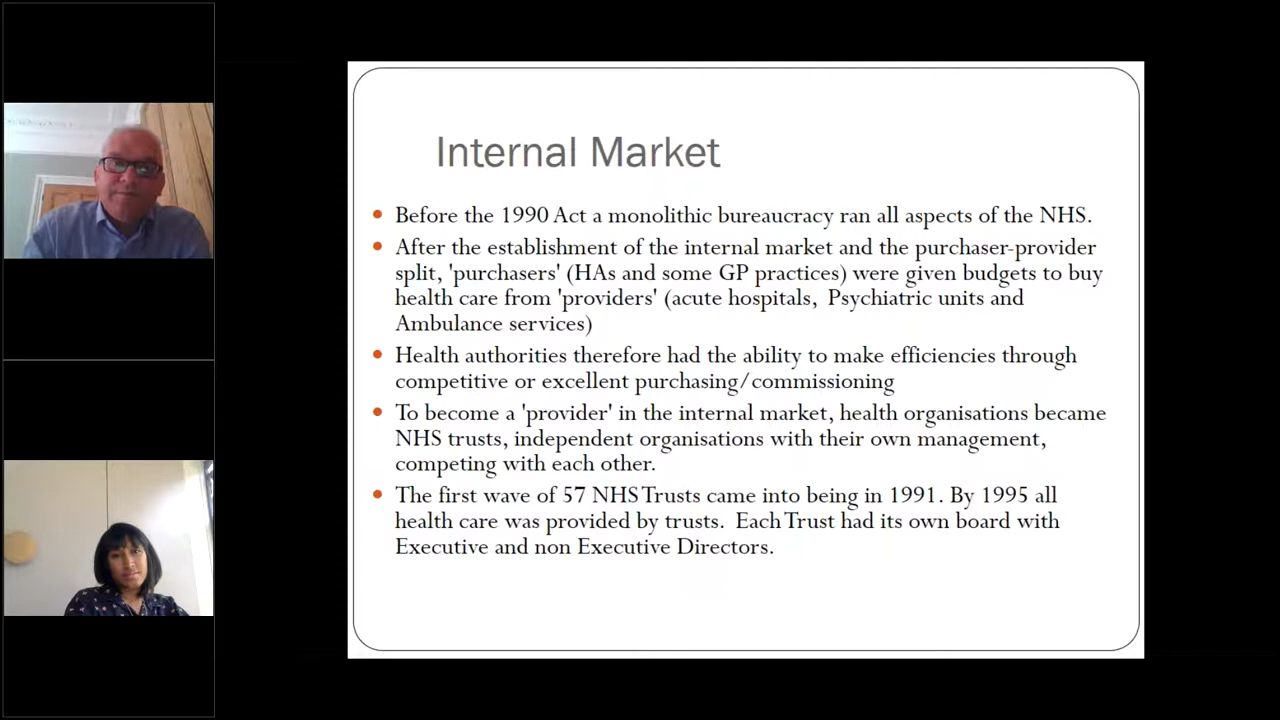 Internal Market
• Before the 1990 Act a monolithic bureaucracy ran all aspects of the NHS.
• After the establishment of the internal market and the purchaser-provider
split, 'purchasers' (HAs and some GP practices) were given budgets to buy
health care from 'providers' (acute hospitals, Psychiatric units and
Ambulance services)
• Health authorities therefore had the ability to make efficiencies through
competitive or excellent purchasing/commissioning
• To become a 'provider' in the internal market, health organisations became
NHS trusts, independent organisations with their own management,
competing with each other.
• The first wave of 57 NHS Trusts came into being in 1991. By 1995 all
health care was provided by trusts. Each Trust had its own board with
Executive and non Executive Directors.